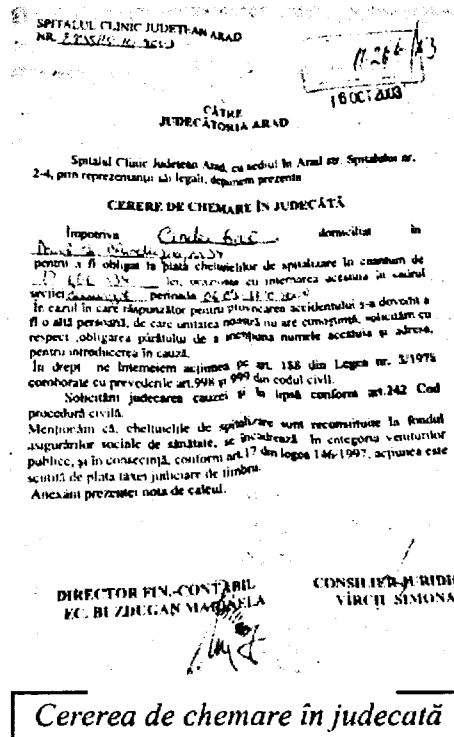 SPITALUL CLINIC JUDEŢEAN ARAD
NR.
16 OCT 2003
CĂTRE
JUDECĂTORIA ARAD
Spitalul Clinic Judeţean Arad, cu sediul în Arad str. Spitalului nr.
2-4, prin reprezentanţii săi legali, depunem prezenta
CERERE DE CHEMARE ÎN JUDECATĂ
Împotriva domiciliat în
pentru a fi obligat la plata cheltuielilor de spitalizare în cuantum de
lei, ocazionate cu internarea acestuia în cadrul
secţiei perioada
În cazul în care răspunzător pentru provocarea accidentului s-a dovedit a
fi o altă persoană, de care unitatea noastră nu are cunoştinţă, solicităm cu
respect ,obligarea pârâtului de a menţiona numele acestuia şi adresa,
pentru introducerea în cauză.
În drept ne întemeiem acţiunea pe art. 188 din Legea nr. 3/1978
coroborate cu prevederile art.998 şi 999 din codul civil.
Solicităm judecarea cauzei şi în lipsă conform art.242 Cod
procedură civilă.
Menţionăm că, cheltuielile de spitalizare sunt reconstituite la fondul
asigurărilor sociale de sănătate, se încadrează în categoria veniturilor
publice, şi în consecinţă, conform art.17 din legea 146/1997, acţiunea este
scutită de plata taxei judiciare de timbru.
Anexăm prezentei nota de calcul.
DIRECTOR FIN.-CONTABIL CONSILIER JURIDIC
EC. BUZDUGAN MARINELA VÎRCIU SIMONA
Cererea de chemare în judecată